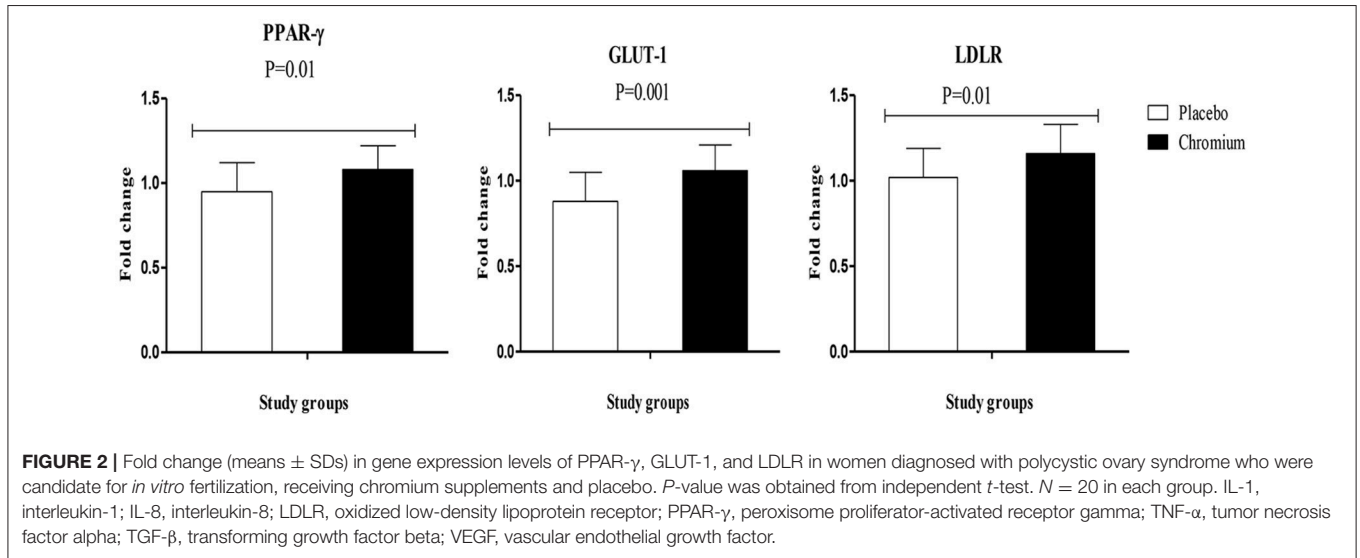 PPAR-γ
P=0.01
1.5
1.0
0.5
0.0
Fold change
Study groups
GLUT-1
P=0.001
1.5
1.0
0.5
0.0
Fold change
Study groups
LDLR
P=0.01
1.5
1.0
0.5
0.0
Fold change
Study groups
Placebo
Chromium
FIGURE 2 | Fold change (means ± SDs) in gene expression levels of PPAR-γ, GLUT-1, and LDLR in women diagnosed with polycystic ovary syndrome who were
candidate for in vitro fertilization, receiving chromium supplements and placebo. P-value was obtained from independent t-test. N = 20 in each group. IL-1,
interleukin-1; IL-8, interleukin-8; LDLR, oxidized low-density lipoprotein receptor; PPAR-γ, peroxisome proliferator-activated receptor gamma; TNF-α, tumor necrosis
factor alpha; TGF-β, transforming growth factor beta; VEGF, vascular endothelial growth factor.